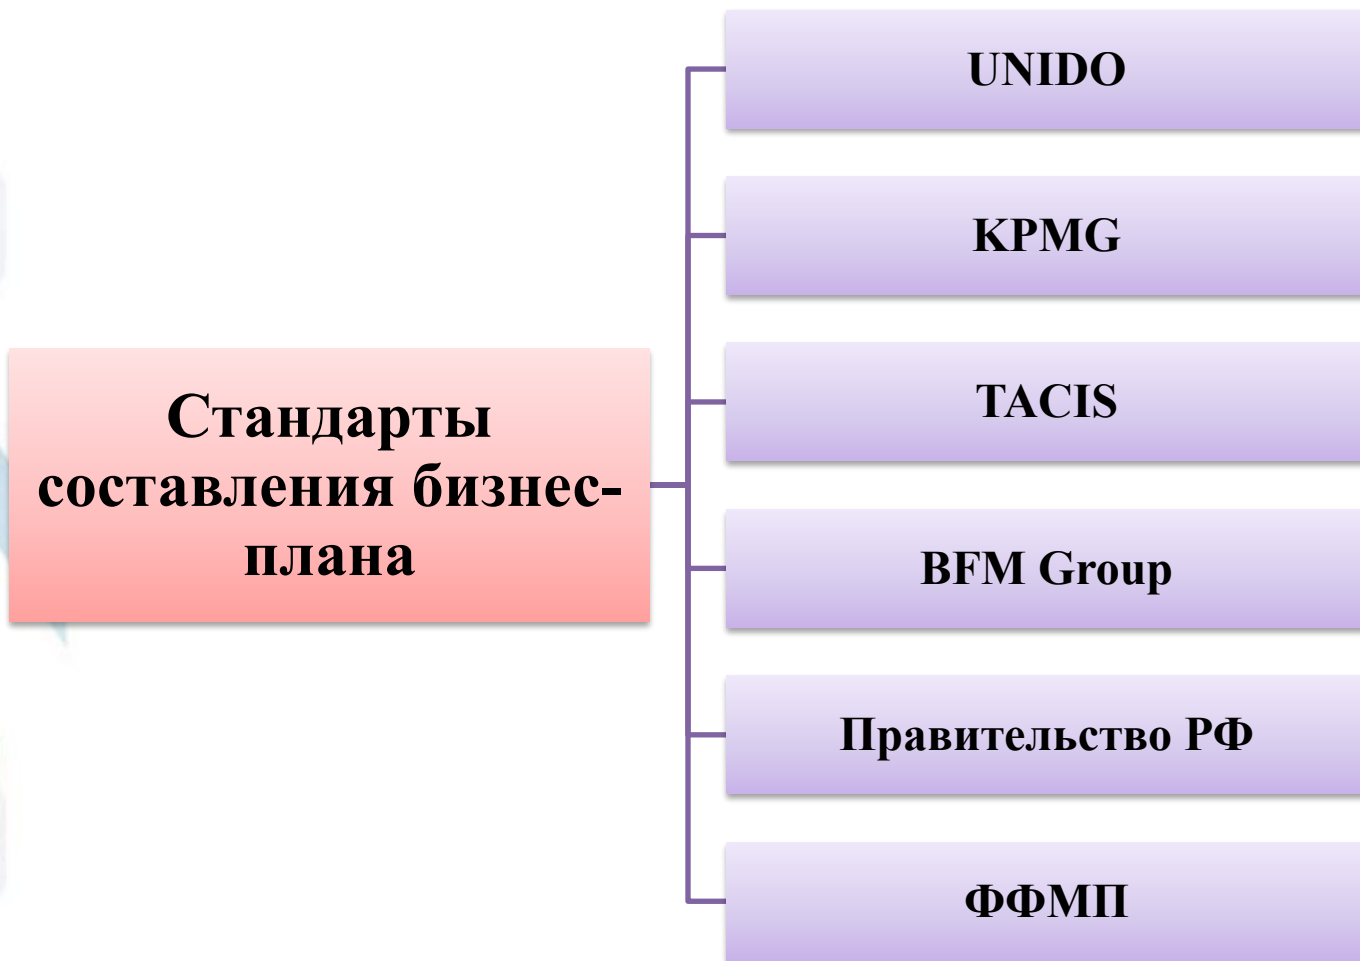 UNIDO
KPMG
TACIS
Стандарты
составления бизнес-
плана
BFM Group
Правительство РФ
ФФМП